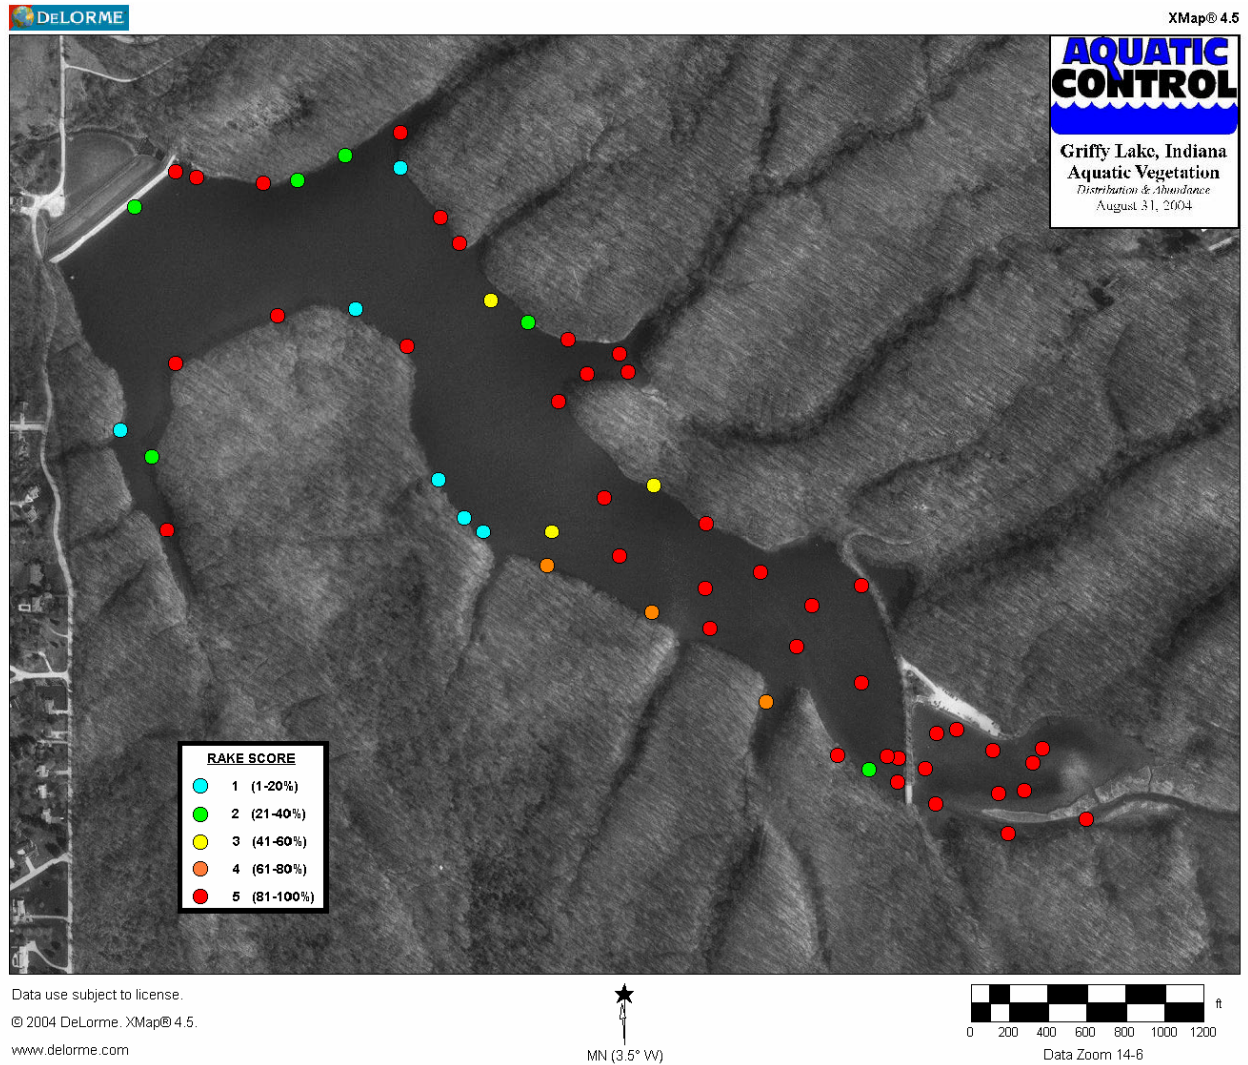 DELORME
XMap® 4.5
AQUATIC
CONTROL
Griffy Lake, Indiana
Aquatic Vegetation
Distribution & Abundance
August 31, 2004
RAKE SCORE
1 (1-20%)
2 (21-40%)
3 (41-60%)
4 (61-80%)
5 (81-100%)
Data use subject to license.
© 2004 DeLorme. XMap® 4.5.
www.delorme.com
MN (3.5° W)
ft
0 200 400 600 800 1000 1200
Data Zoom 14-6